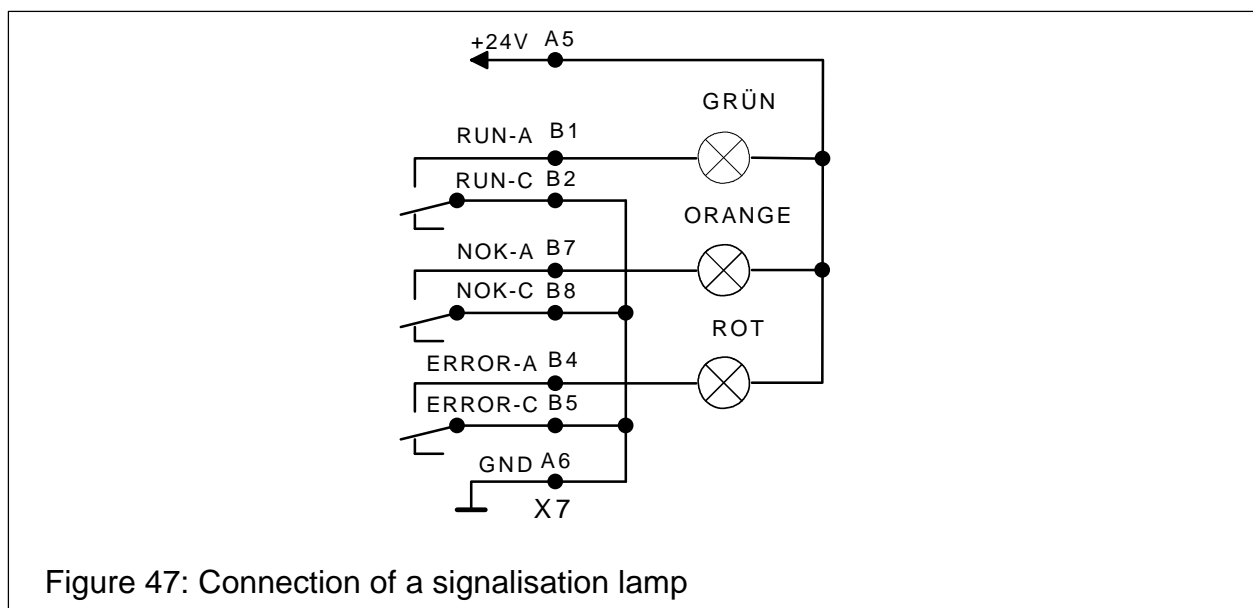 +24V A5
GRÜN
RUN-A B1
RUN-C B2
ORANGE
NOK-A B7
NOK-C B8
ROT
ERROR-A B4
ERROR-C B5
GND A6
X7
Figure 47: Connection of a signalisation lamp